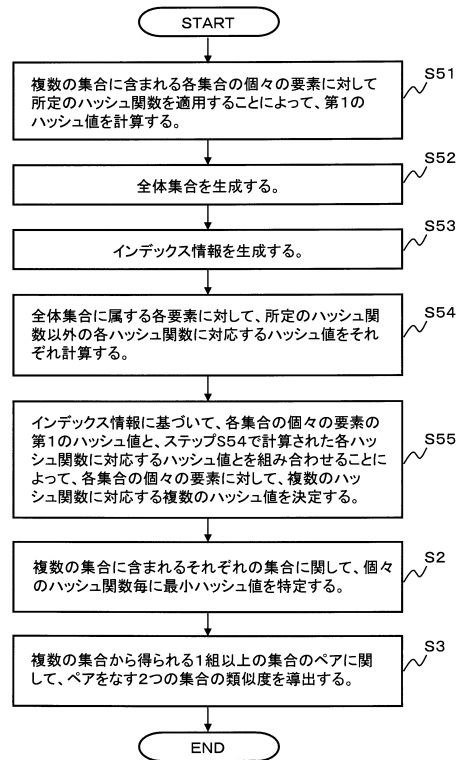 START
複数の集合に含まれる各集合の個々の要素に対して
所定のハッシュ関数を適用することによって、第1の
ハッシュ値を計算する。
S51
全体集合を生成する。
S52
インデックス情報を生成する。
S53
全体集合に属する各要素に対して、所定のハッシュ関
数以外の各ハッシュ関数に対応するハッシュ値をそれ
ぞれ計算する。
S54
インデックス情報に基づいて、各集合の個々の要素の
第1のハッシュ値と、ステップS54で計算された各ハッ
シュ関数に対応するハッシュ値とを組み合わせることに
よって、各集合の個々の要素に対して、複数のハッ
シュ関数に対応する複数のハッシュ値を決定する。
S55
複数の集合に含まれるそれぞれの集合に関して、個々
のハッシュ関数毎に最小ハッシュ値を特定する。
S2
複数の集合から得られる1組以上の集合のペアに関
して、ペアをなす2つの集合の類似度を導出する。
S3
END